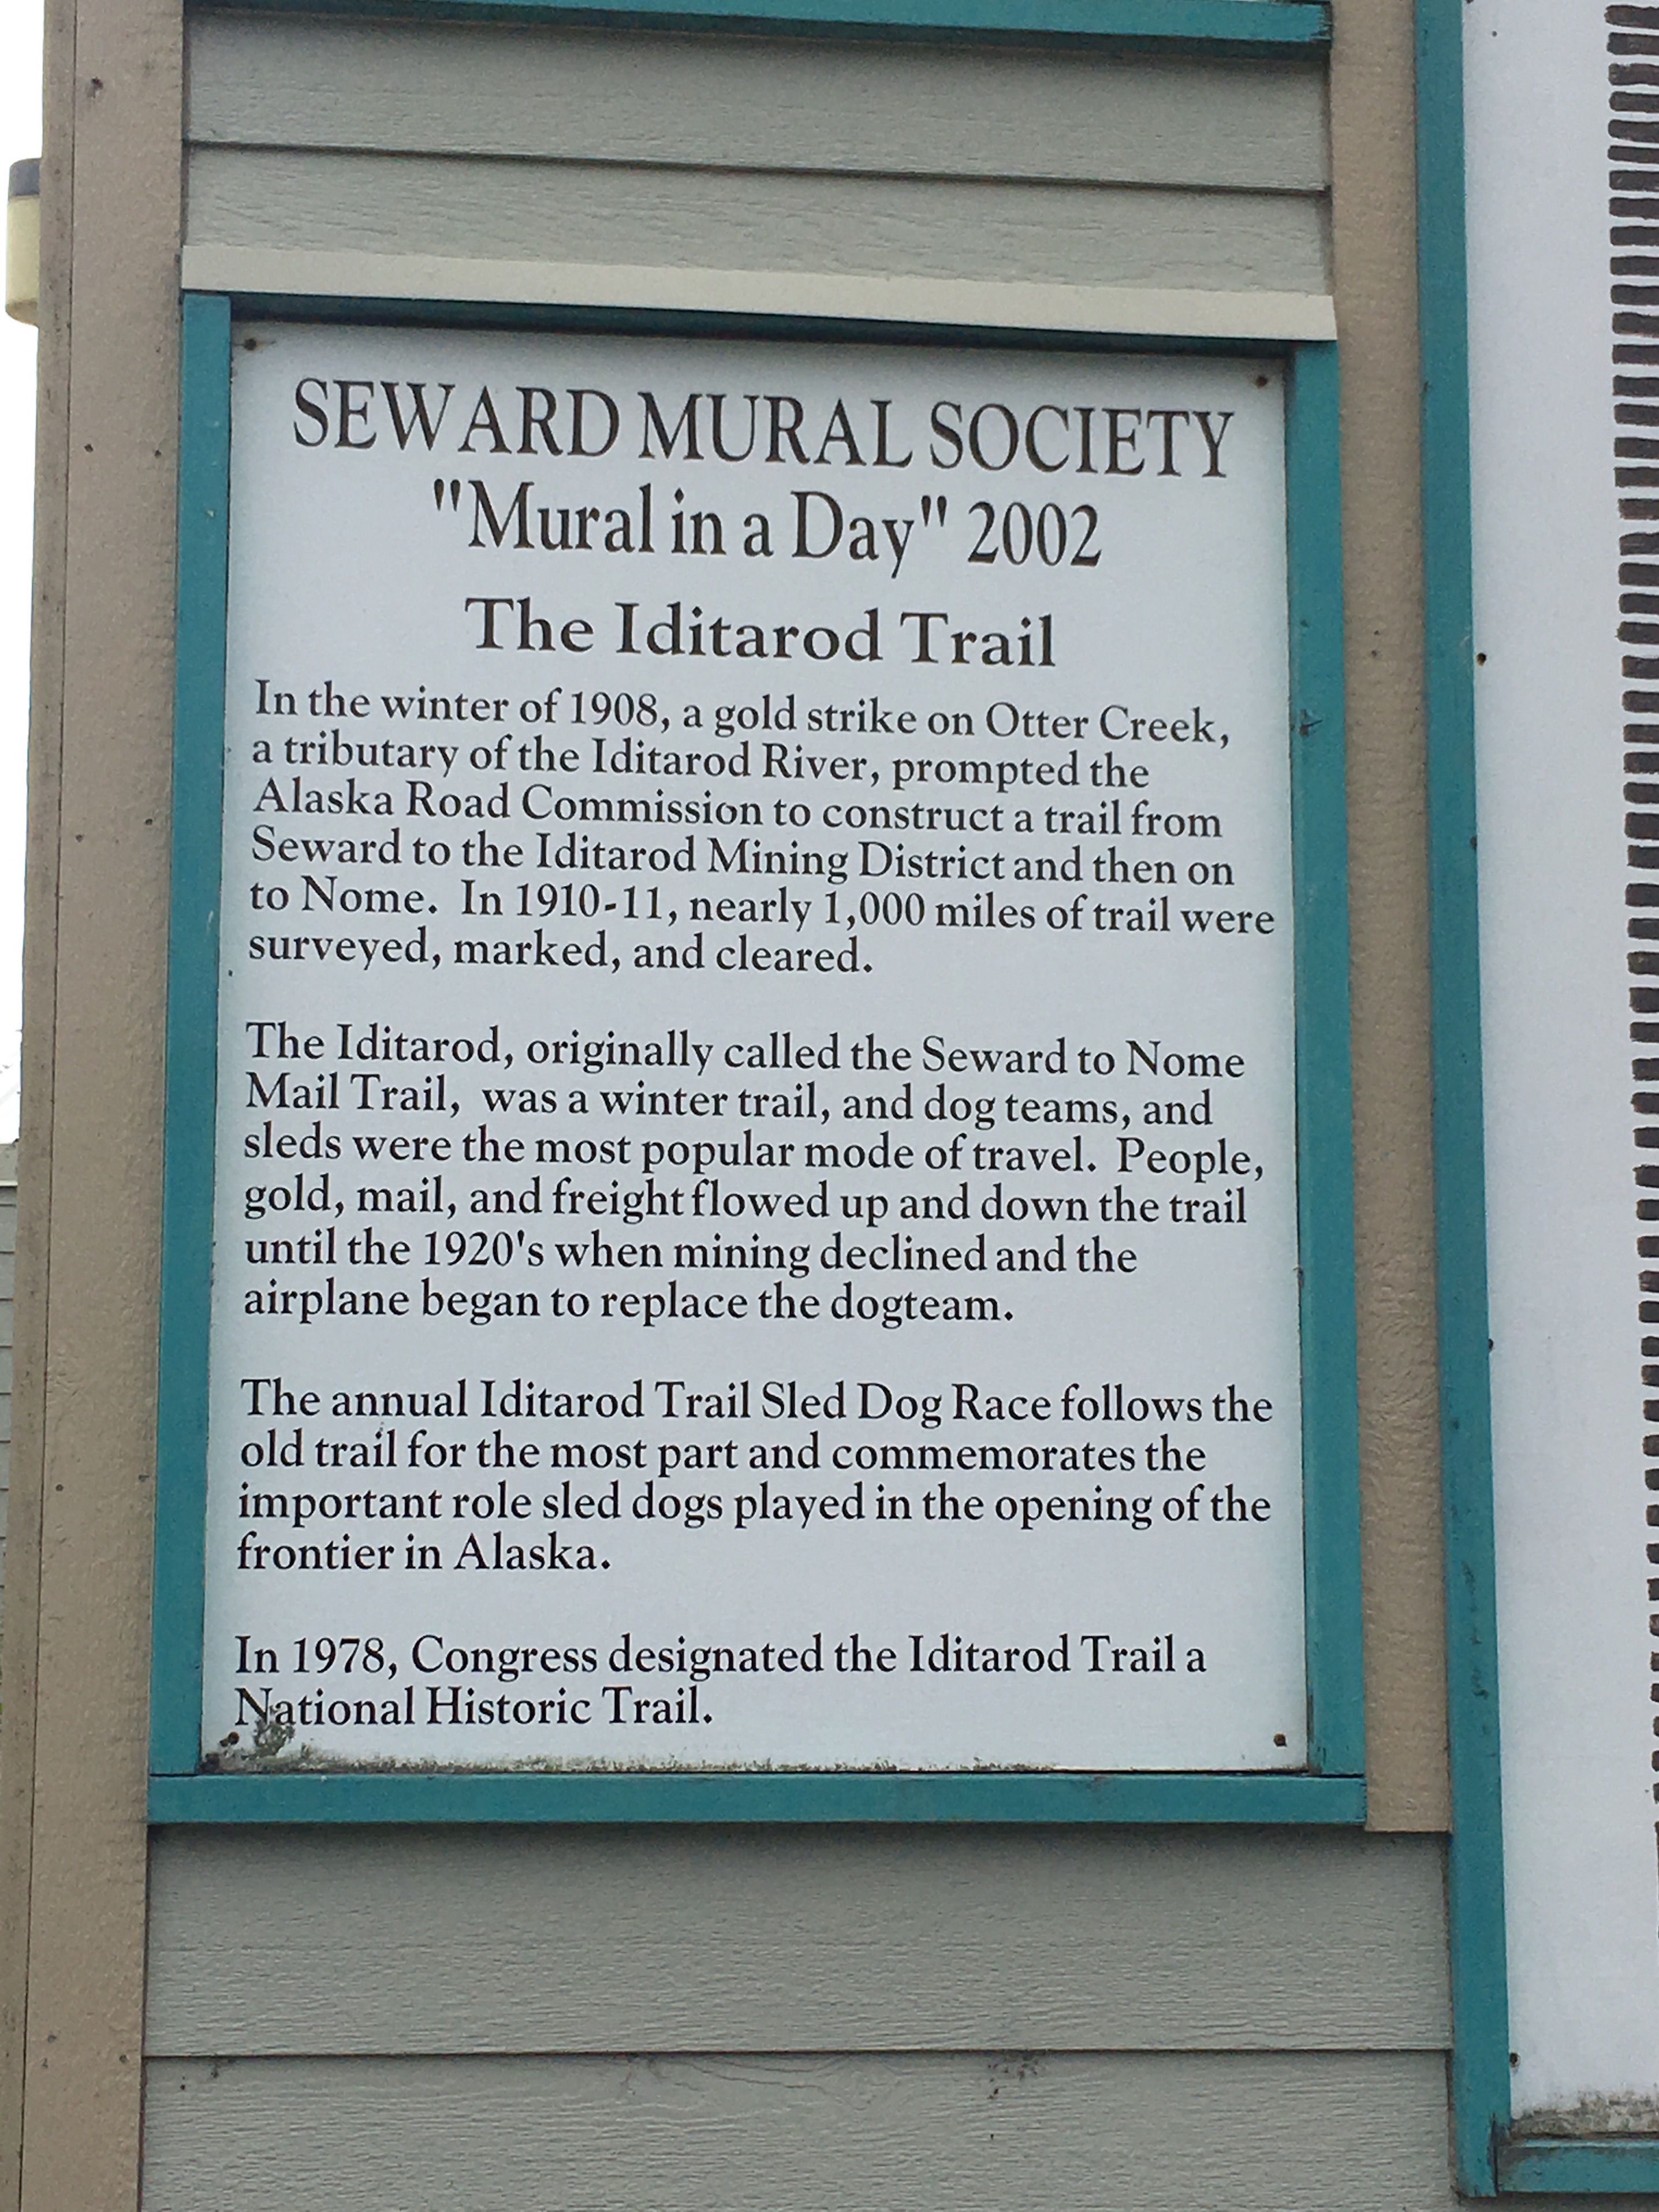 SEWARD MURAL SOCIETY
"Mural in a Day" 2002
The Iditarod Trail
In the winter of 1908, a gold strike on Otter Creek,
a tributary of the Iditarod River, prompted the
Alaska Road Commission to construct a trail from
Seward to the Iditarod Mining District and then on
to Nome. In 1910-11, nearly 1,000 miles of trail were
surveyed, marked, and cleared.
The Iditarod, originally called the Seward to Nome
Mail Trail, was a winter trail, and dog teams, and
sleds were the most popular mode of travel. People,
gold, mail, and freight flowed up and down the trail
until the 1920's when mining declined and the
airplane began to replace the dogteam.
The annual Iditarod Trail Sled Dog Race follows the
old trail for the most part and commemorates the
important role sled dogs played in the opening of the
frontier in Alaska.
In 1978, Congress designated the Iditarod Trail a
National Historic Trail.